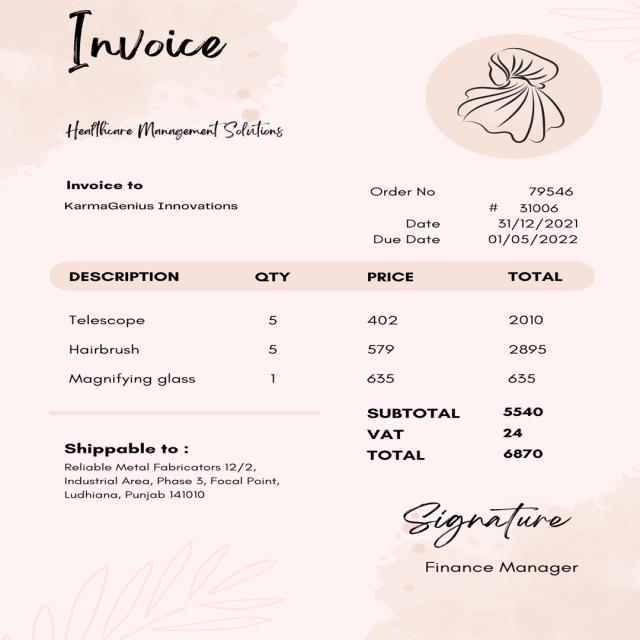 Invoice
Healthcare Management Solutions
Invoice to
KarmaGenius Innovations
Order No 79546
# 31006
Date 31/12/2021
Due Date 01/05/2022
DESCRIPTION QTY PRICE TOTAL
Telescope 5 402 2010
Hairbrush 5 579 2895
Magnifying glass 1 635 635
SUBTOTAL 5540
VAT 24
TOTAL 6870
Shippable to :
Reliable Metal Fabricators 12/2,
Industrial Area, Phase 3, Focal Point,
Ludhiana, Punjab 141010
Signature
Finance Manager